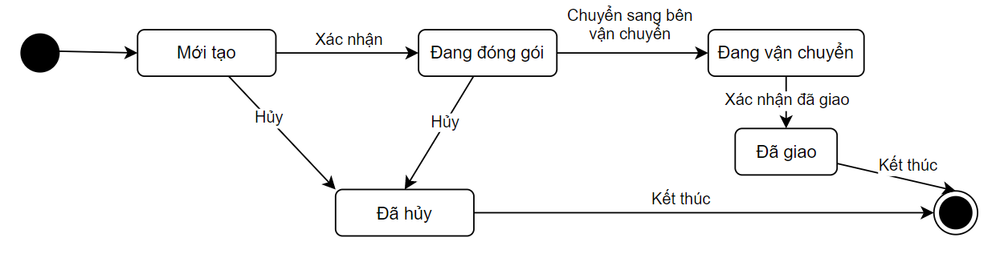 Mới tạo
Xác nhận
Đang đóng gói
Chuyển sang bên
vận chuyển
Đang vận chuyển
Hủy
Hủy
Xác nhận đã giao
Đã giao
Kết thúc
Đã hủy
Kết thúc